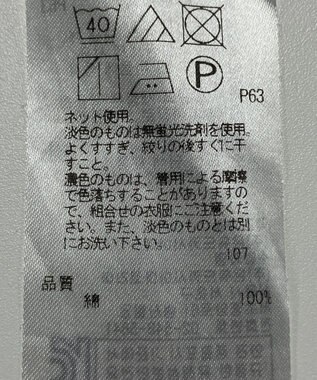 40
P
P63
ネット使用。
淡色のものは無蛍光洗剤を使用。
よくすすぎ、絞りの後すぐに干
すこと。
濃色のものは、着用による摩擦
で色落ちすることがありますの
で、組合せの衣服にご注意くださ
い。また、淡色のものとは別
にお洗い下さい。
107
品質
綿 100%